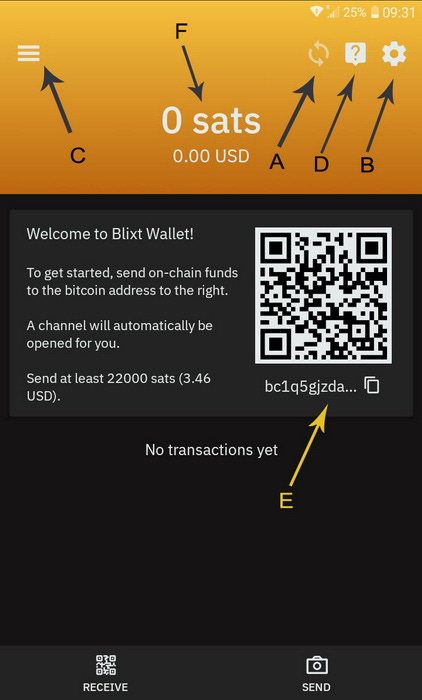 25% 09:31
F
0 sats
0.00 USD
C
A
D
B
Welcome to Blixt Wallet!
To get started, send on-chain funds
to the bitcoin address to the right.
A channel will automatically be
opened for you.
Send at least 22000 sats (3.46
USD).
bc1q5gjzda...
No transactions yet
E
RECEIVE
SEND